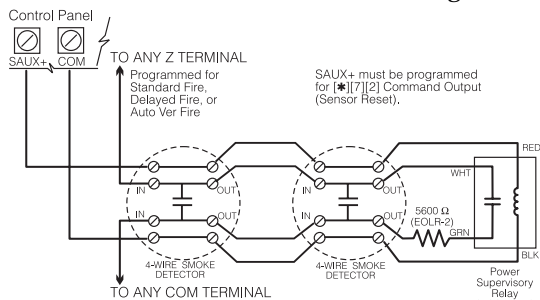 Control Panel
SAUX+ COM
TO ANY Z TERMINAL
Programmed for
Standard Fire,
Delayed Fire, or
Auto Ver Fire
SAUX+ must be programmed
for [✱][7][2] Command Output
(Sensor Reset).
RED
WHT
IN OUT IN OUT
IN OUT IN OUT
5600 Ω
(EOLR-2)
GRN
BLK
4-WIRE SMOKE
DETECTOR
4-WIRE SMOKE
DETECTOR
Power
Supervisory
Relay
TO ANY COM TERMINAL